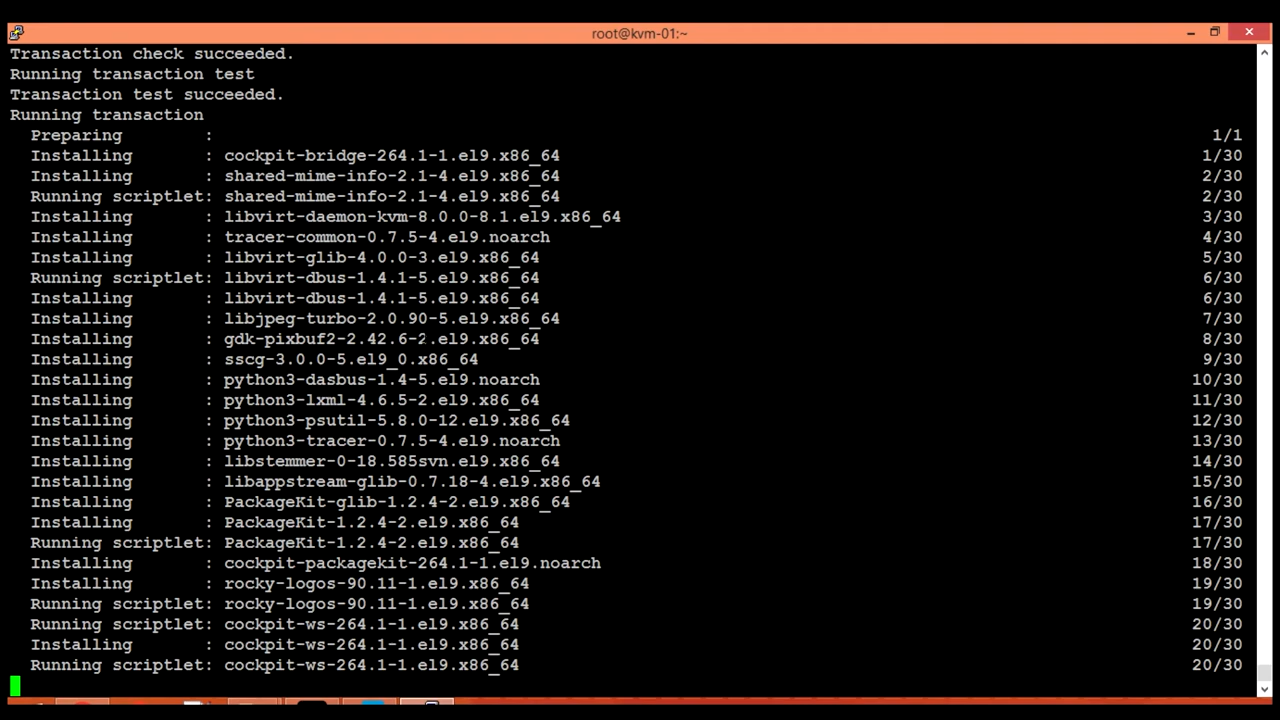 root@kvm-01:~
Transaction check succeeded.
Running transaction test
Transaction test succeeded.
Running transaction
Preparing : 1/1
Installing : cockpit-bridge-264.1-1.el9.x86_64 1/30
Installing : shared-mime-info-2.1-4.el9.x86_64 2/30
Running scriptlet: shared-mime-info-2.1-4.el9.x86_64 2/30
Installing : libvirt-daemon-kvm-8.0.0-8.1.el9.x86_64 3/30
Installing : tracer-common-0.7.5-4.el9.noarch 4/30
Installing : libvirt-glib-4.0.0-3.el9.x86_64 5/30
Running scriptlet: libvirt-dbus-1.4.1-5.el9.x86_64 6/30
Installing : libvirt-dbus-1.4.1-5.el9.x86_64 6/30
Installing : libjpeg-turbo-2.0.90-5.el9.x86_64 7/30
Installing : gdk-pixbuf2-2.42.6-2.el9.x86_64 8/30
Installing : sscg-3.0.0-5.el9_0.x86_64 9/30
Installing : python3-dasbus-1.4-5.el9.noarch 10/30
Installing : python3-lxml-4.6.5-2.el9.x86_64 11/30
Installing : python3-psutil-5.8.0-12.el9.x86_64 12/30
Installing : python3-tracer-0.7.5-4.el9.noarch 13/30
Installing : libstemmer-0-18.585svn.el9.x86_64 14/30
Installing : libappstream-glib-0.7.18-4.el9.x86_64 15/30
Installing : PackageKit-glib-1.2.4-2.el9.x86_64 16/30
Installing : PackageKit-1.2.4-2.el9.x86_64 17/30
Running scriptlet: PackageKit-1.2.4-2.el9.x86_64 17/30
Installing : cockpit-packagekit-264.1-1.el9.noarch 18/30
Installing : rocky-logos-90.11-1.el9.x86_64 19/30
Running scriptlet: rocky-logos-90.11-1.el9.x86_64 19/30
Running scriptlet: cockpit-ws-264.1-1.el9.x86_64 20/30
Installing : cockpit-ws-264.1-1.el9.x86_64 20/30
Running scriptlet: cockpit-ws-264.1-1.el9.x86_64 20/30